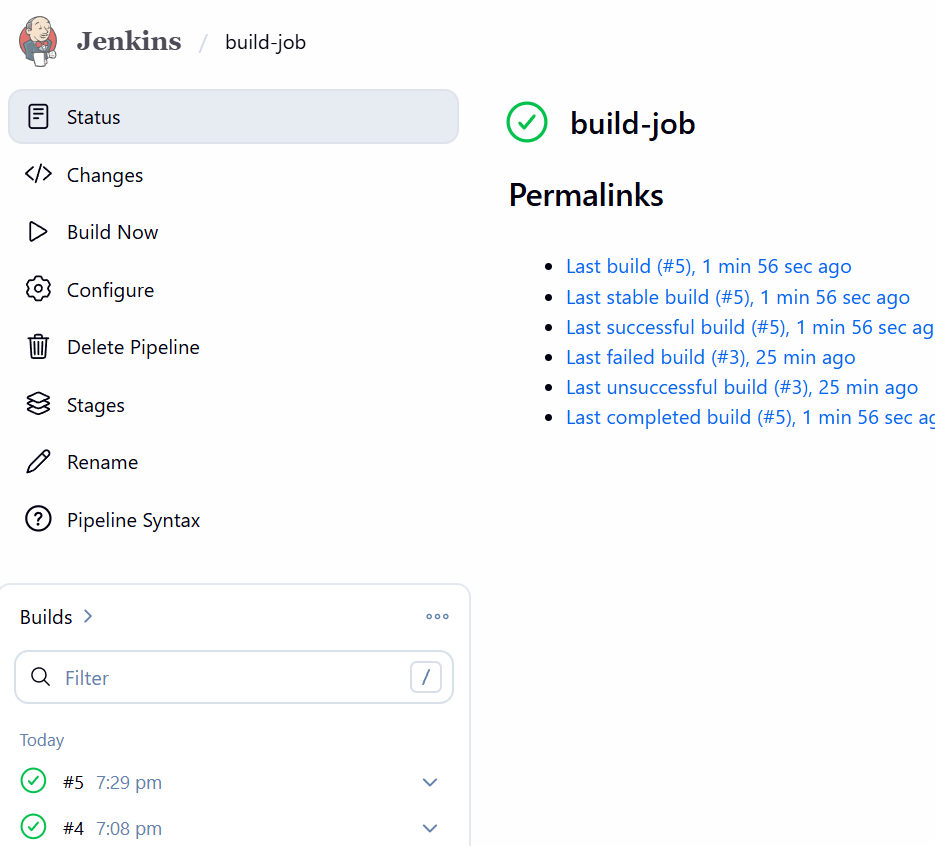 Jenkins / build-job
Status
Changes
Build Now
Configure
Delete Pipeline
Stages
Rename
Pipeline Syntax
Builds
Filter /
Today
#5 7:29 pm
#4 7:08 pm
build-job
Permalinks
Last build (#5), 1 min 56 sec ago
Last stable build (#5), 1 min 56 sec ago
Last successful build (#5), 1 min 56 sec ag
Last failed build (#3), 25 min ago
Last unsuccessful build (#3), 25 min ago
Last completed build (#5), 1 min 56 sec ag